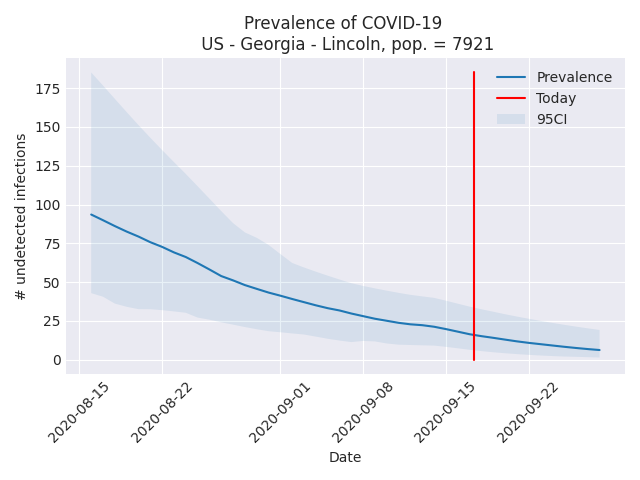 Prevalence of COVID-19
US - Georgia - Lincoln, pop. = 7921
Prevalence
Today
95CI
# undetected infections
175
150
125
100
75
50
25
0
2020-08-15
2020-08-22
2020-09-01
2020-09-08
2020-09-15
2020-09-22
Date